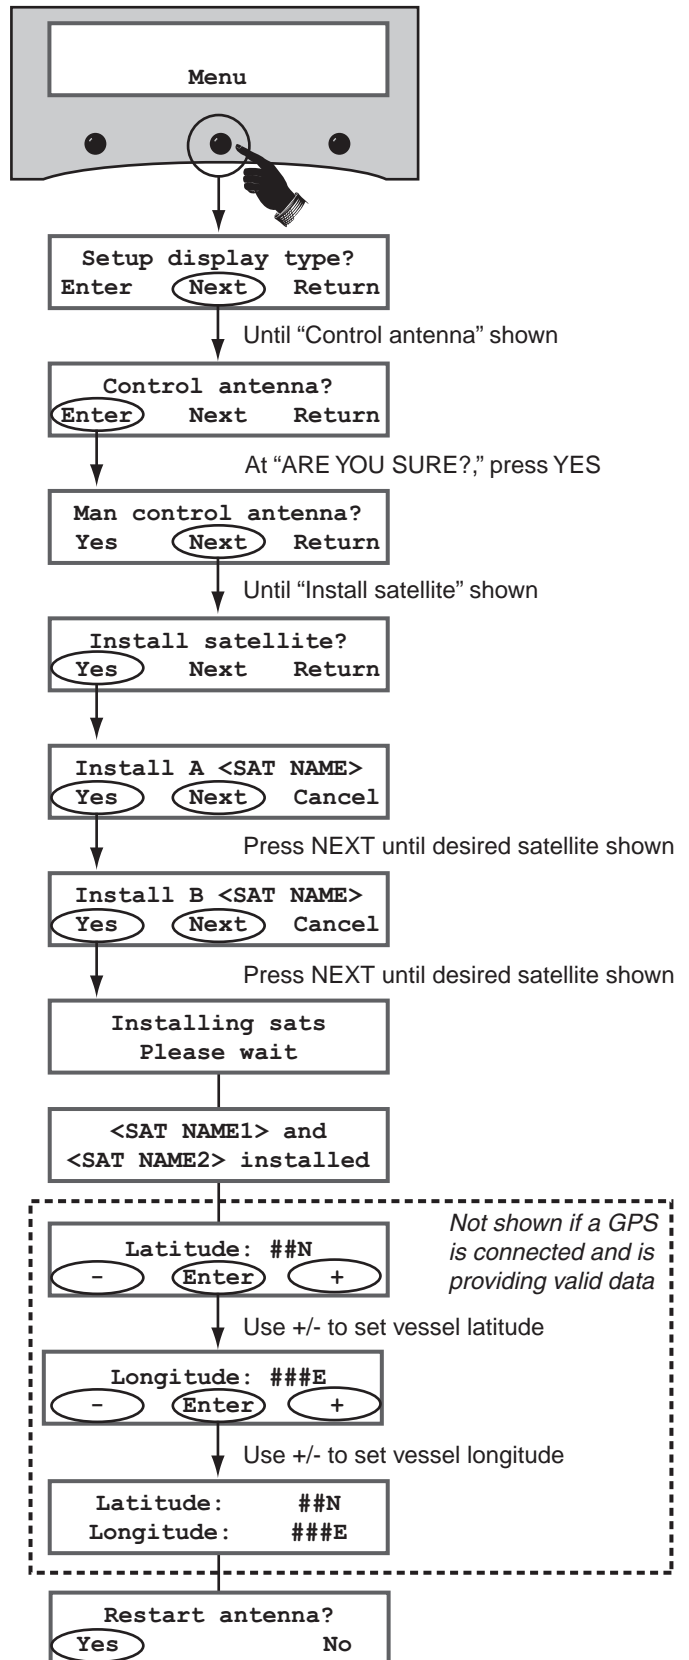 Menu
Setup display type?
Enter Next Return
Until “Control antenna” shown
Control antenna?
Enter Next Return
At “ARE YOU SURE?,” press YES
Man control antenna?
Yes Next Return
Until “Install satellite” shown
Install satellite?
Yes Next Return
Install A <SAT NAME>
Yes Next Cancel
Press NEXT until desired satellite shown
Install B <SAT NAME>
Yes Next Cancel
Press NEXT until desired satellite shown
Installing sats
Please wait
<SAT NAME1> and
<SAT NAME2> installed
Not shown if a GPS
is connected and is
providing valid data
Latitude: ##N
- Enter +
Use +/- to set vessel latitude
Longitude: ###E
- Enter +
Use +/- to set vessel longitude
Latitude: ##N
Longitude: ###E
Restart antenna?
Yes No